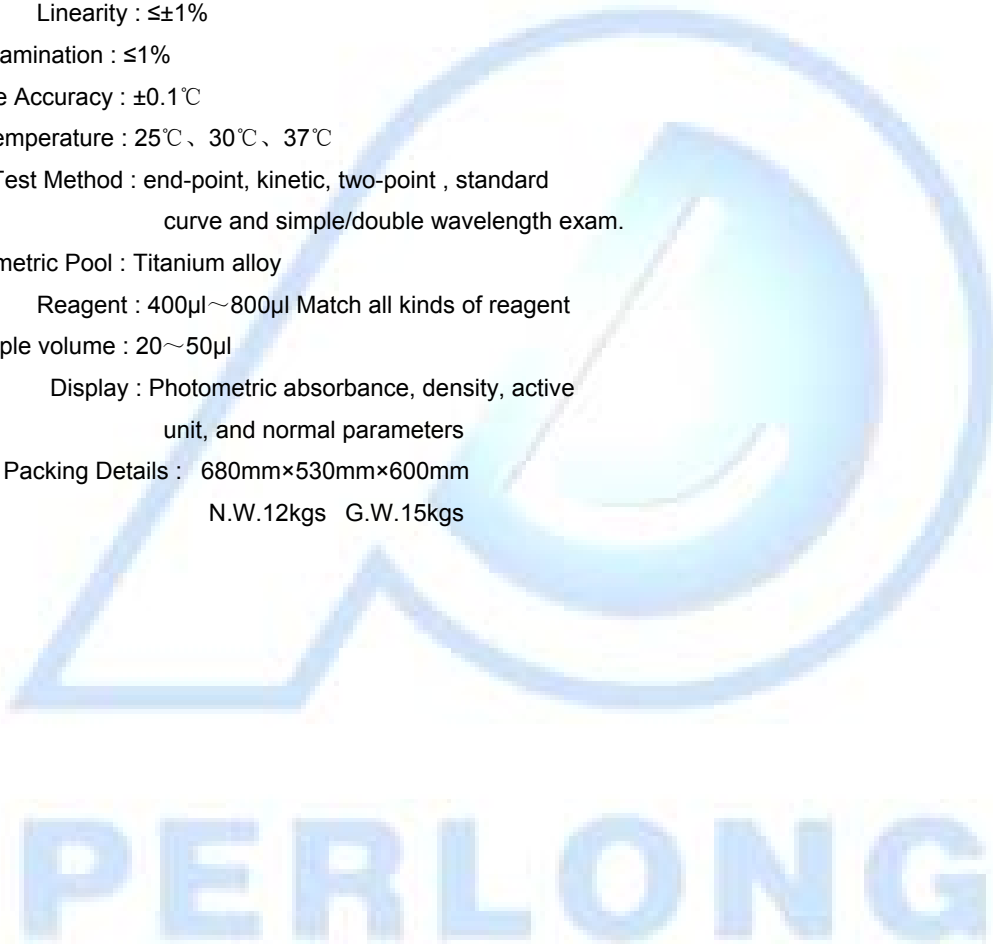 Linearity : ≤±1%
amination : ≤1%
e Accuracy : ±0.1℃
emperature : 25℃、30℃、37℃
Test Method : end-point, kinetic, two-point , standard
curve and simple/double wavelength exam.
metric Pool : Titanium alloy
Reagent : 400µl～800µl Match all kinds of reagent
ple volume : 20～50µl
Display : Photometric absorbance, density, active
unit, and normal parameters
Packing Details : 680mm×530mm×600mm
N.W.12kgs G.W.15kgs
PERLONG